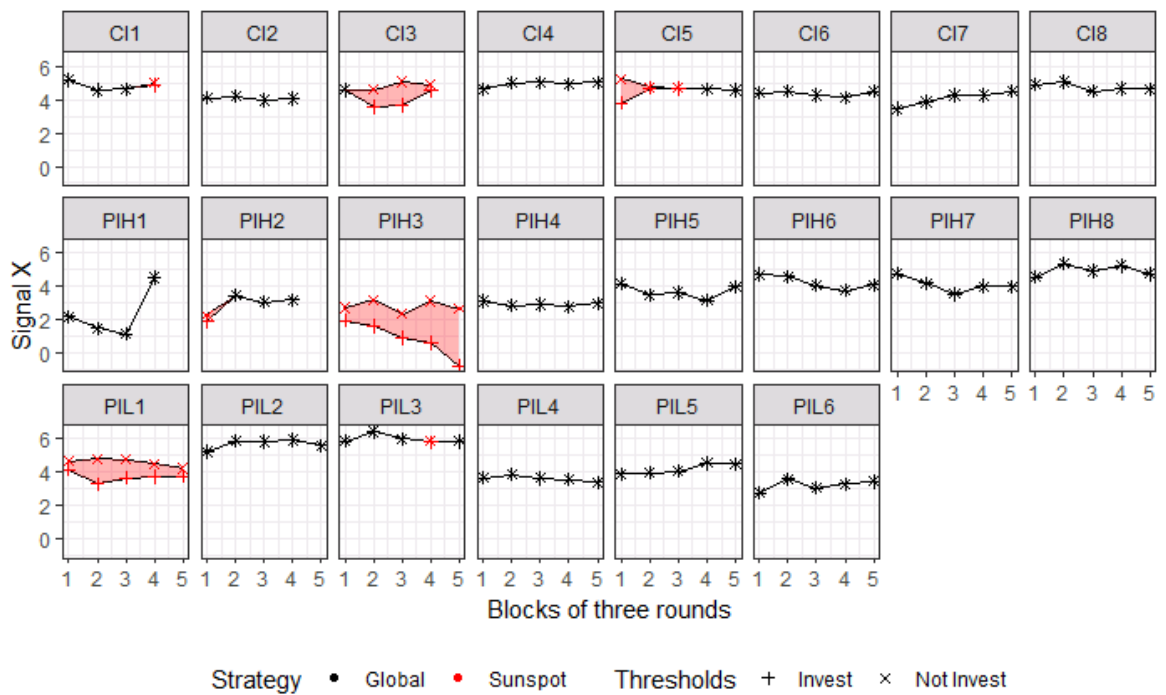 CI1 CI2 CI3 CI4 CI5 CI6 CI7 CI8
6
4
2
0
PIH1 PIH2 PIH3 PIH4 PIH5 PIH6 PIH7 PIH8
6
4
2
0
Signal X
1 2 3 4 5 1 2 3 4 5
PIL1 PIL2 PIL3 PIL4 PIL5 PIL6
6
4
2
0
1 2 3 4 5 1 2 3 4 5 1 2 3 4 5 1 2 3 4 5 1 2 3 4 5 1 2 3 4 5
Blocks of three rounds
Strategy Global Sunspot Thresholds Invest Not Invest